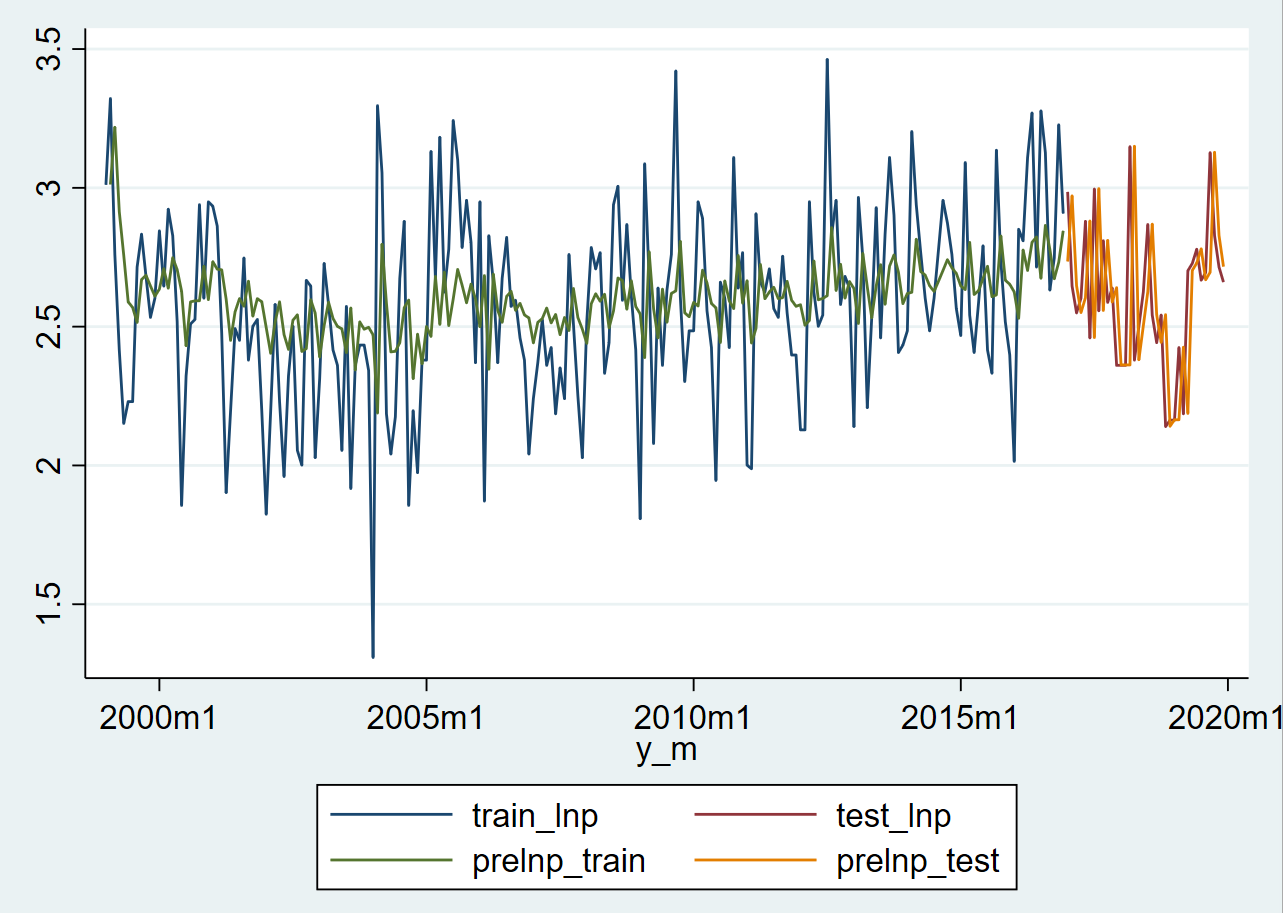 3.5
3
2.5
2
1.5
2000m1 2005m1 2010m1 2015m1 2020m1
y_m
train_lnp test_lnp
prelnp_train prelnp_test